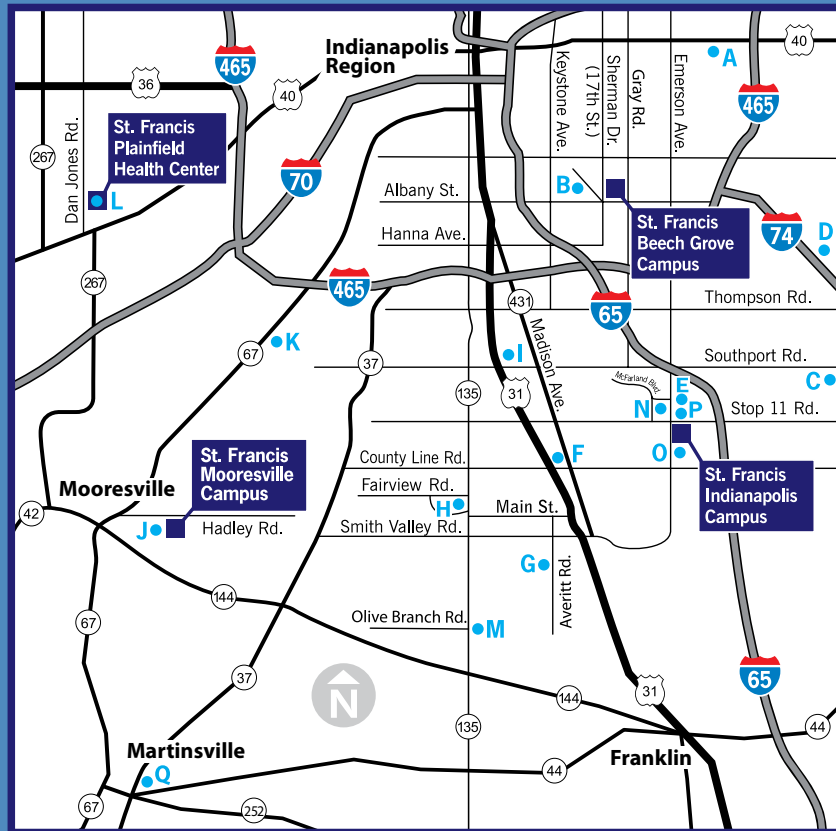 Indianapolis
Region
465
36
40
267
Dan Jones Rd.
St. Francis
Plainfield
Health Center
L
70
Keystone Ave.
Sherman Dr.
(17th St.)
Gray Rd.
Emerson Ave.
A
40
465
B
Albany St.
Hanna Ave.
St. Francis
Beech Grove
Campus
74
D
267
465
431
Madison Ave.
65
Thompson Rd.
K
67
37
I
Southport Rd.
135
31
McFarland Blvd.
E
C
N
P
Stop 11 Rd.
St. Francis
Mooresville
Campus
County Line Rd.
F
O
St. Francis
Indianapolis
Campus
Mooresville
Fairview Rd.
H
Main St.
42
J
Hadley Rd.
Smith Valley Rd.
G
Averitt Rd.
144
67
Olive Branch Rd.
M
37
N
65
31
144
135
44
Martinsville
Franklin
Q
44
67
252